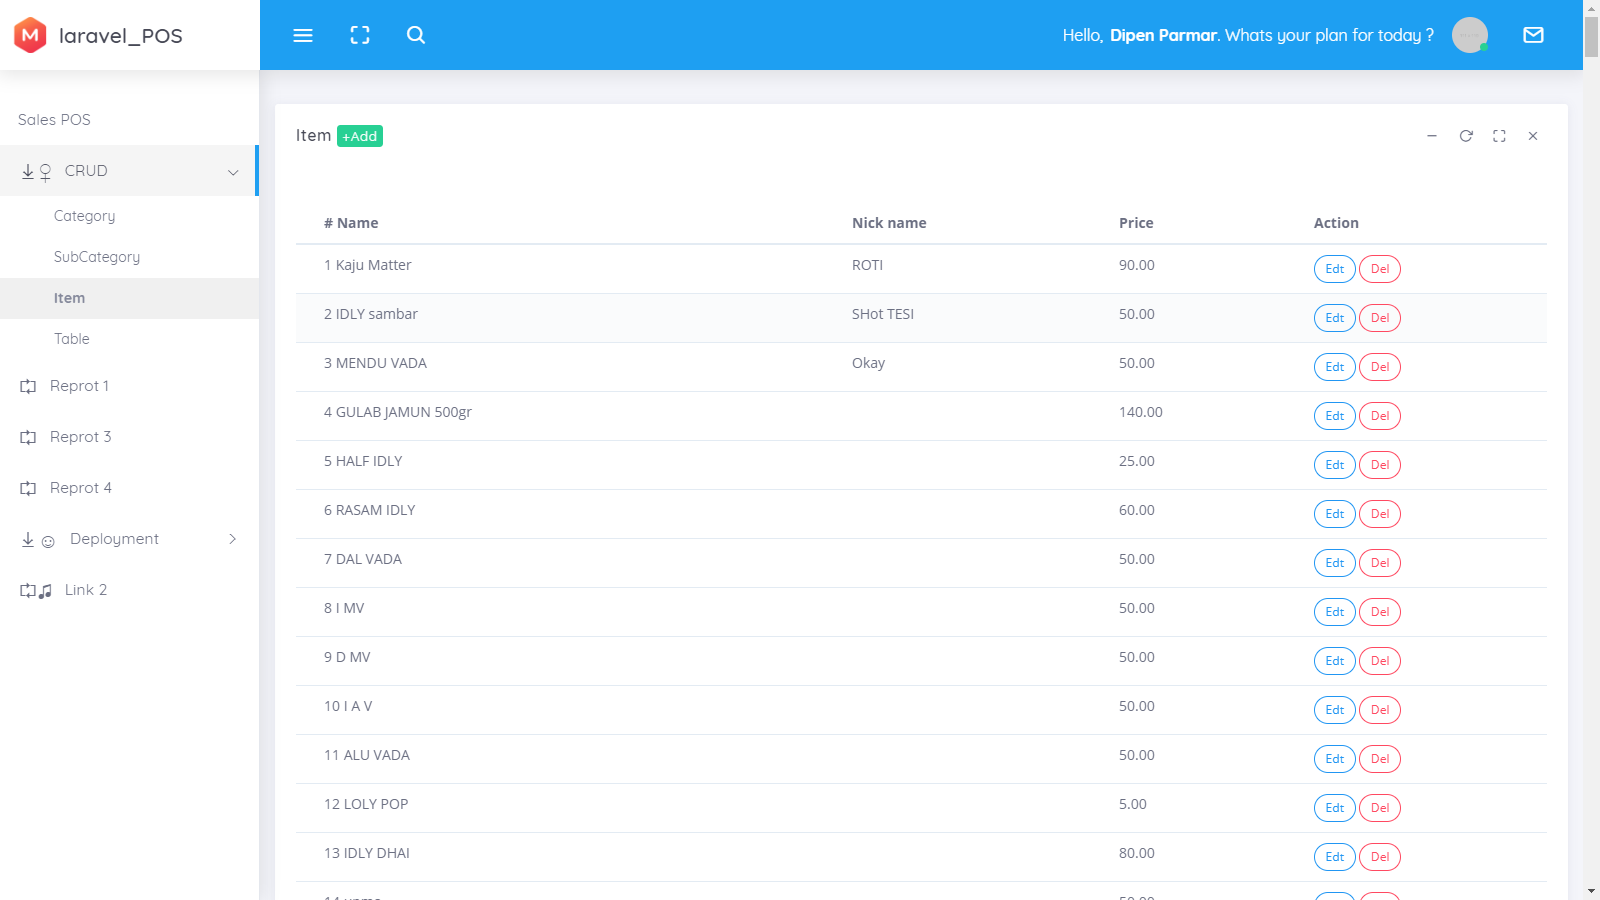 laravel_POS
Hello, Dipen Parmar. Whats your plan for today ?
Sales POS
CRUD
Category
SubCategory
Item
Table
Reprot 1
Reprot 3
Reprot 4
Deployment
Link 2
Item +Add
# Name Nick name Price Action
1 Kaju Matter ROTI 90.00 Edt Del
2 IDLY sambar SHot TESI 50.00 Edt Del
3 MENDU VADA Okay 50.00 Edt Del
4 GULAB JAMUN 500gr 140.00 Edt Del
5 HALF IDLY 25.00 Edt Del
6 RASAM IDLY 60.00 Edt Del
7 DAL VADA 50.00 Edt Del
8 I MV 50.00 Edt Del
9 D MV 50.00 Edt Del
10 I A V 50.00 Edt Del
11 ALU VADA 50.00 Edt Del
12 LOLY POP 5.00 Edt Del
13 IDLY DHAI 80.00 Edt Del